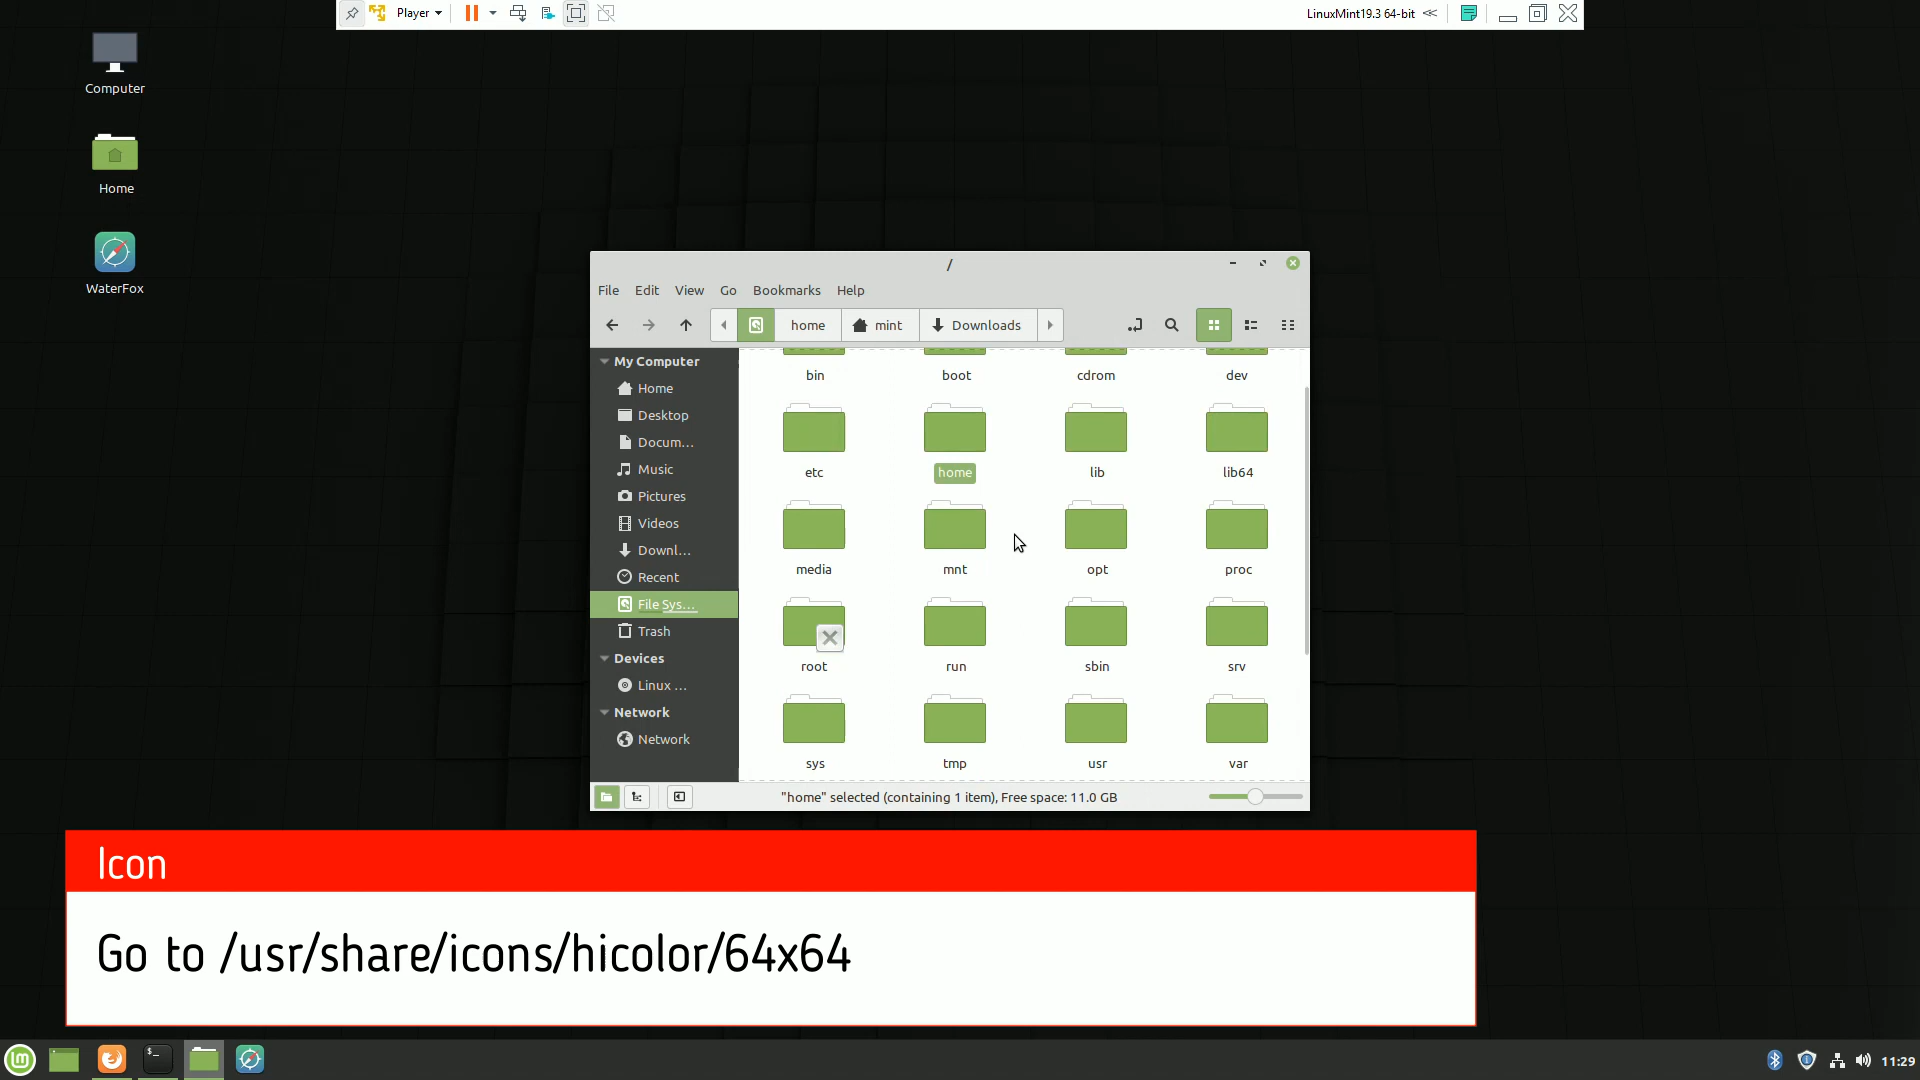 Player
LinuxMint19.3 64-bit
Computer
Home
WaterFox
/
File Edit View Go Bookmarks Help
home mint Downloads
My Computer
Home
Desktop
Docum...
Music
Pictures
Videos
Downl...
Recent
File Sys...
Trash
Devices
Linux ...
Network
Network
bin boot cdrom dev
etc home lib lib64
media mnt opt proc
root run sbin srv
sys tmp usr var
"home" selected (containing 1 item), Free space: 11.0 GB
Icon
Go to /usr/share/icons/hicolor/64x64
$_
11:29